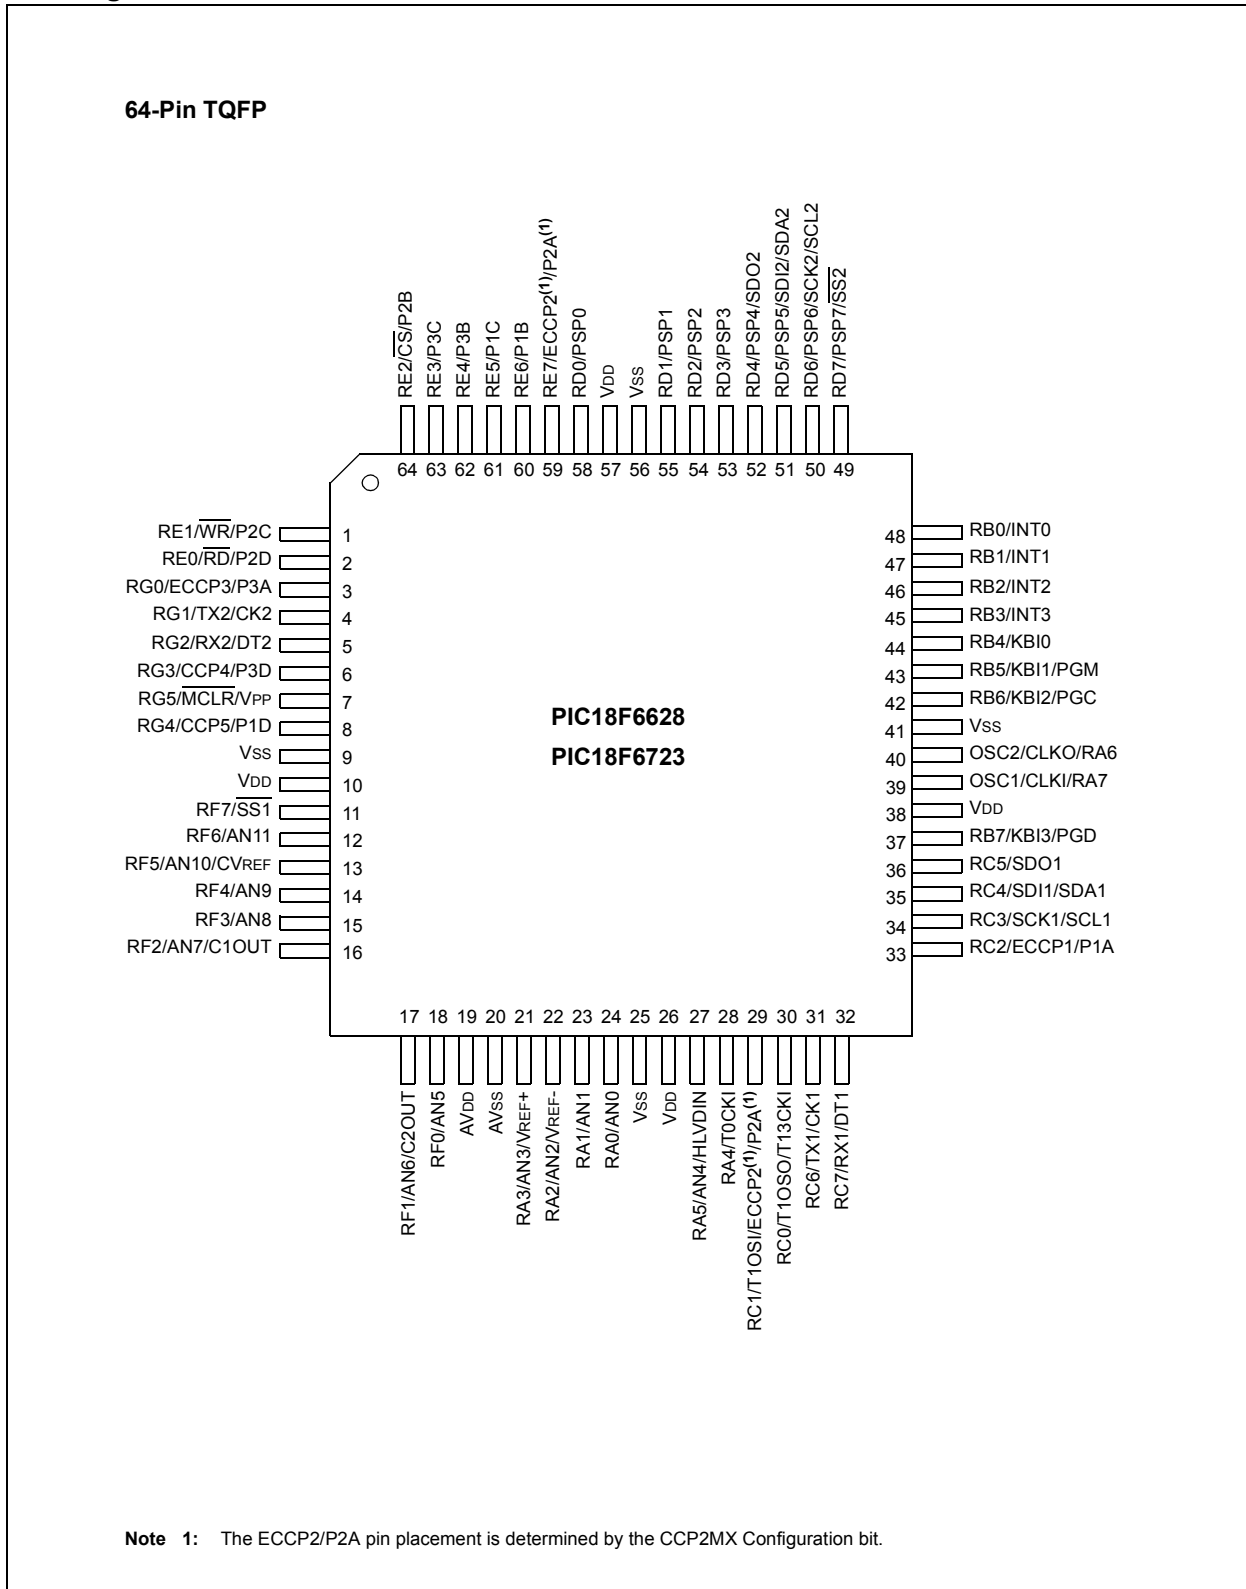 64-Pin TQFP
RE2/CS/P2B
RE3/P3C
RE4/P3B
RE5/P1C
RE6/P1B
RE7/ECCP2(1)/P2A(1)
RD0/PSP0
VDD
VSS
RD1/PSP1
RD2/PSP2
RD3/PSP3
RD4/PSP4/SDO2
RD5/PSP5/SDI2/SDA2
RD6/PSP6/SCK2/SCL2
RD7/PSP7/SS2
64 63 62 61 60 59 58 57 56 55 54 53 52 51 50 49
RE1/WR/P2C 1
RE0/RD/P2D 2
RG0/ECCP3/P3A 3
RG1/TX2/CK2 4
RG2/RX2/DT2 5
RG3/CCP4/P3D 6
RG5/MCLR/VPP 7
RG4/CCP5/P1D 8
VSS 9
VDD 10
RF7/SS1 11
RF6/AN11 12
RF5/AN10/CVREF 13
RF4/AN9 14
RF3/AN8 15
RF2/AN7/C1OUT 16
PIC18F6628
PIC18F6723
48 RB0/INT0
47 RB1/INT1
46 RB2/INT2
45 RB3/INT3
44 RB4/KBI0
43 RB5/KBI1/PGM
42 RB6/KBI2/PGC
41 VSS
40 OSC2/CLKO/RA6
39 OSC1/CLKI/RA7
38 VDD
37 RB7/KBI3/PGD
36 RC5/SDO1
35 RC4/SDI1/SDA1
34 RC3/SCK1/SCL1
33 RC2/ECCP1/P1A
17 18 19 20 21 22 23 24 25 26 27 28 29 30 31 32
RF1/AN6/C2OUT
RF0/AN5
AVDD
AVSS
RA3/AN3/VREF+
RA2/AN2/VREF-
RA1/AN1
RA0/AN0
VSS
VDD
RA5/AN4/HLVDIN
RA4/T0CKI
RC1/T1OSI/ECCP2(1)/P2A(1)
RC0/T1OSO/T13CKI
RC6/TX1/CK1
RC7/RX1/DT1
Note 1: The ECCP2/P2A pin placement is determined by the CCP2MX Configuration bit.